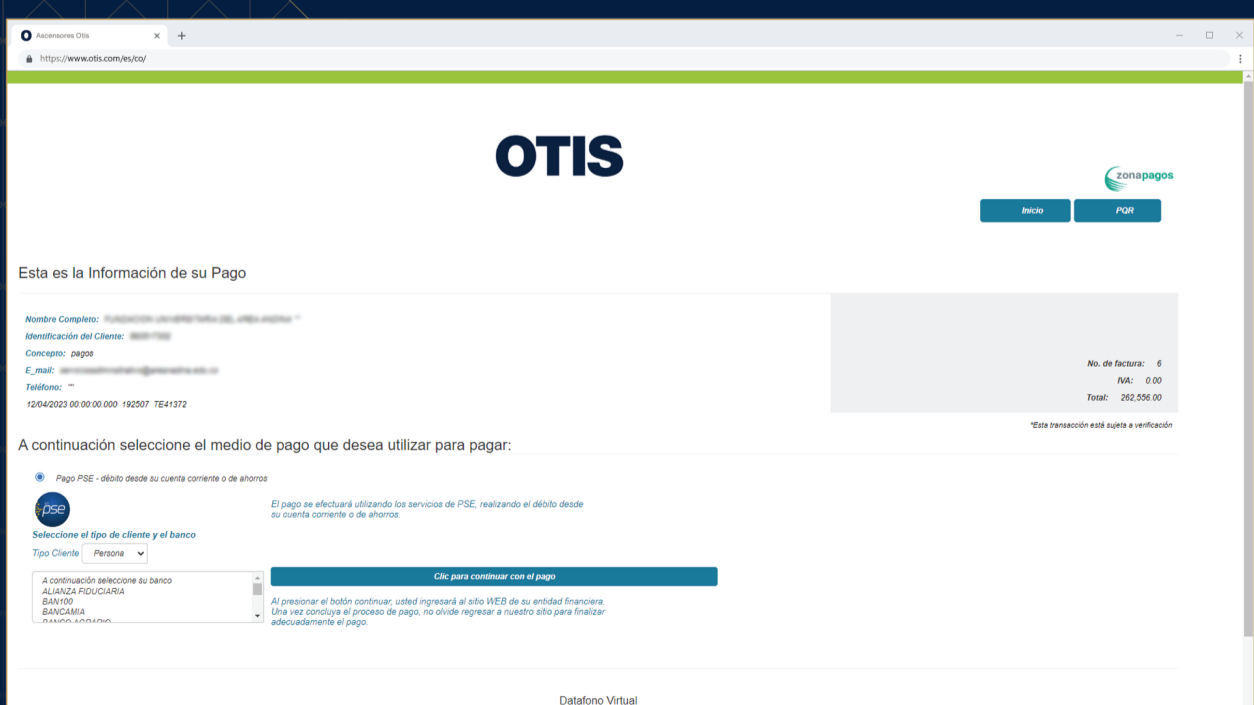 Ascensores Otis
https://www.otis.com/es/co/
OTIS
zonapagos
Inicio PQR
Esta es la Información de su Pago
Nombre Completo:
Identificación del Cliente:
Concepto: pagos
E_mail:
Teléfono: ""
12/04/2023 00:00:00.000 192507 TE41372
No. de factura: 6
IVA: 0.00
Total: 262,556.00
*Esta transacción está sujeta a verificación
A continuación seleccione el medio de pago que desea utilizar para pagar:
Pago PSE - débito desde su cuenta corriente o de ahorros
pse
El pago se efectuará utilizando los servicios de PSE, realizando el débito desde
su cuenta corriente o de ahorros.
Seleccione el tipo de cliente y el banco
Tipo Cliente Persona
A continuación seleccione su banco
ALIANZA FIDUCIARIA
BAN100
BANCAMIA
BANCO AGRARIO
Clic para continuar con el pago
Al presionar el botón continuar, usted ingresará al sitio WEB de su entidad financiera.
Una vez concluya el proceso de pago, no olvide regresar a nuestro sitio para finalizar
adecuadamente el pago.
Datafono Virtual